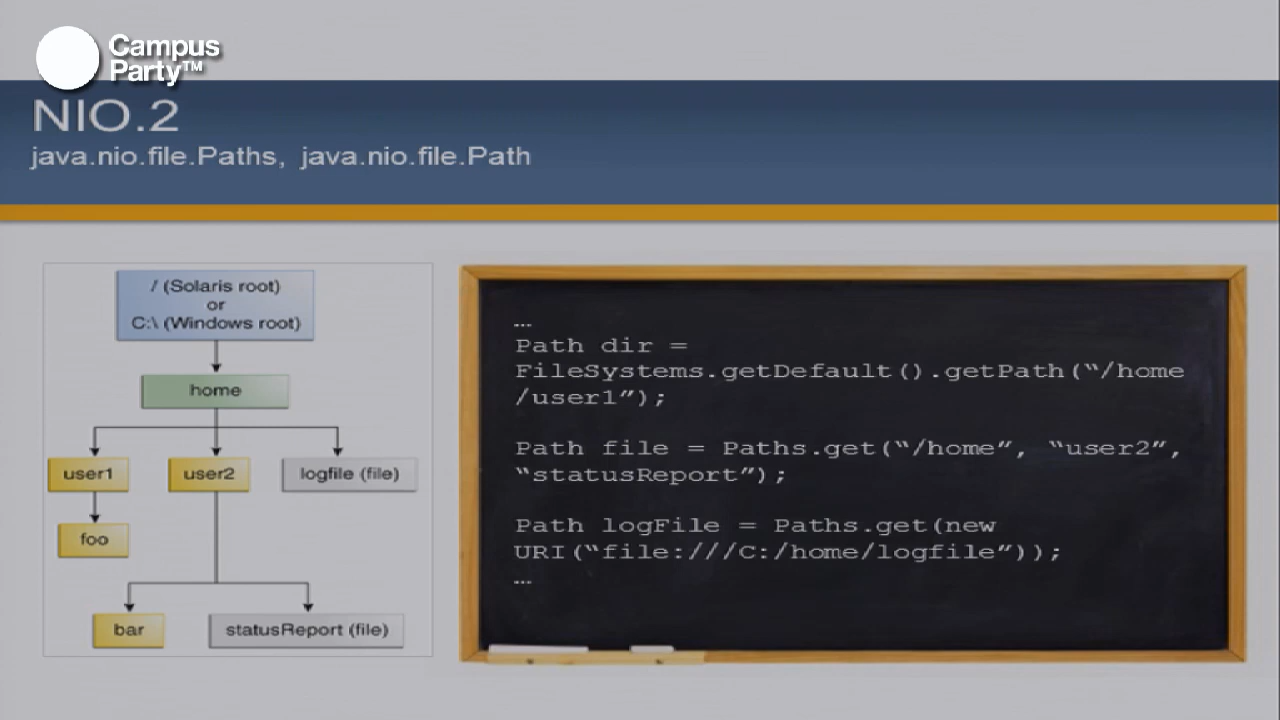 Campus
Party™
NIO.2
java.nio.file.Paths, java.nio.file.Path
/ (Solaris root)
or
C:\ (Windows root)
home
user1
user2
logfile (file)
foo
bar
statusReport (file)
…
Path dir =
FileSystems.getDefault().getPath(“/home
/user1”);
Path file = Paths.get(“/home”, “user2”,
“statusReport”);
Path logFile = Paths.get(new
URI(“file:///C:/home/logfile”));
…